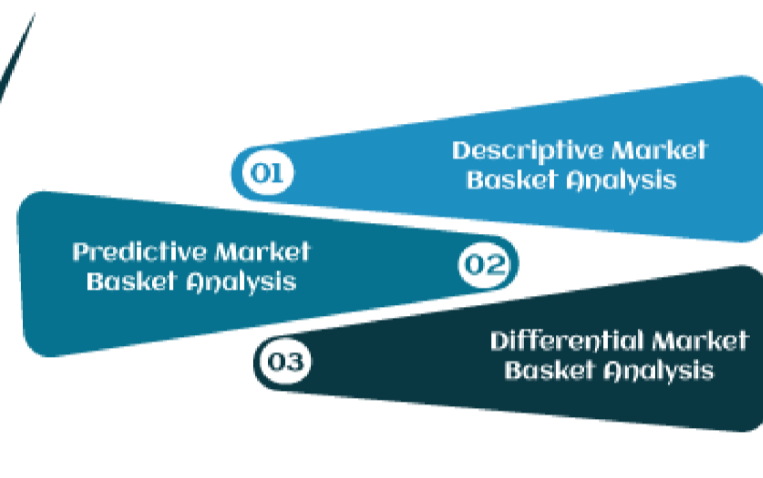 01
Descriptive Market
Basket Analysis
Predictive Market
Basket Analysis
02
03
Differential Market
Basket Analysis